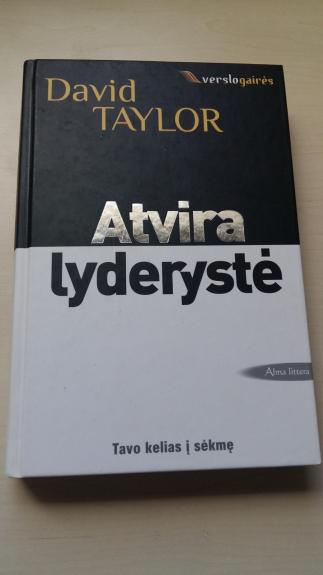 verslogairės
David
TAYLOR
Atvira
lyderystė
Alma littera
Tavo kelias į sėkmę